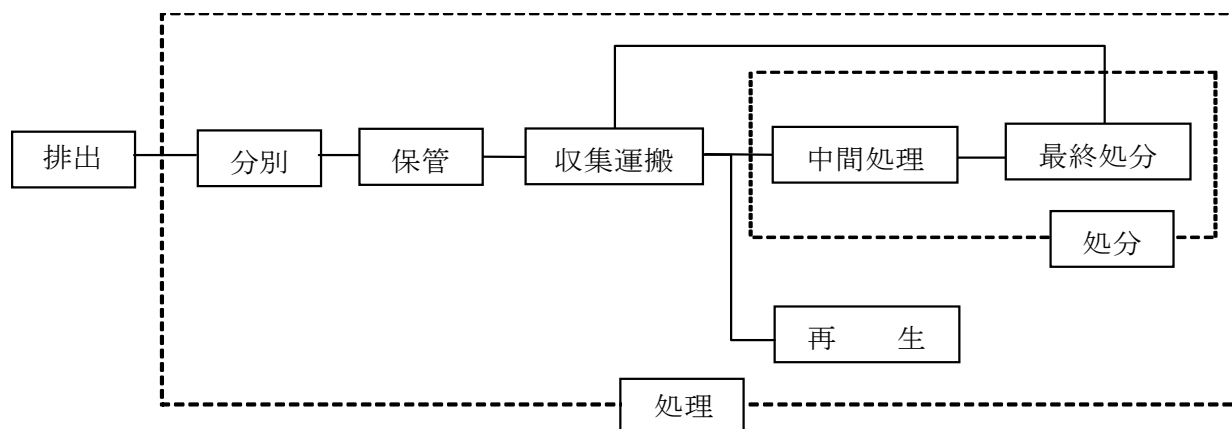 排出
分別
保管
収集運搬
中間処理
最終処分
処分
再　　生
処理